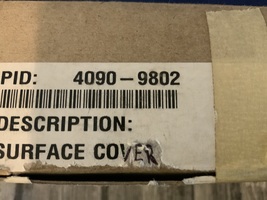 PID: 4090-9802
DESCRIPTION:
SURFACE COVER